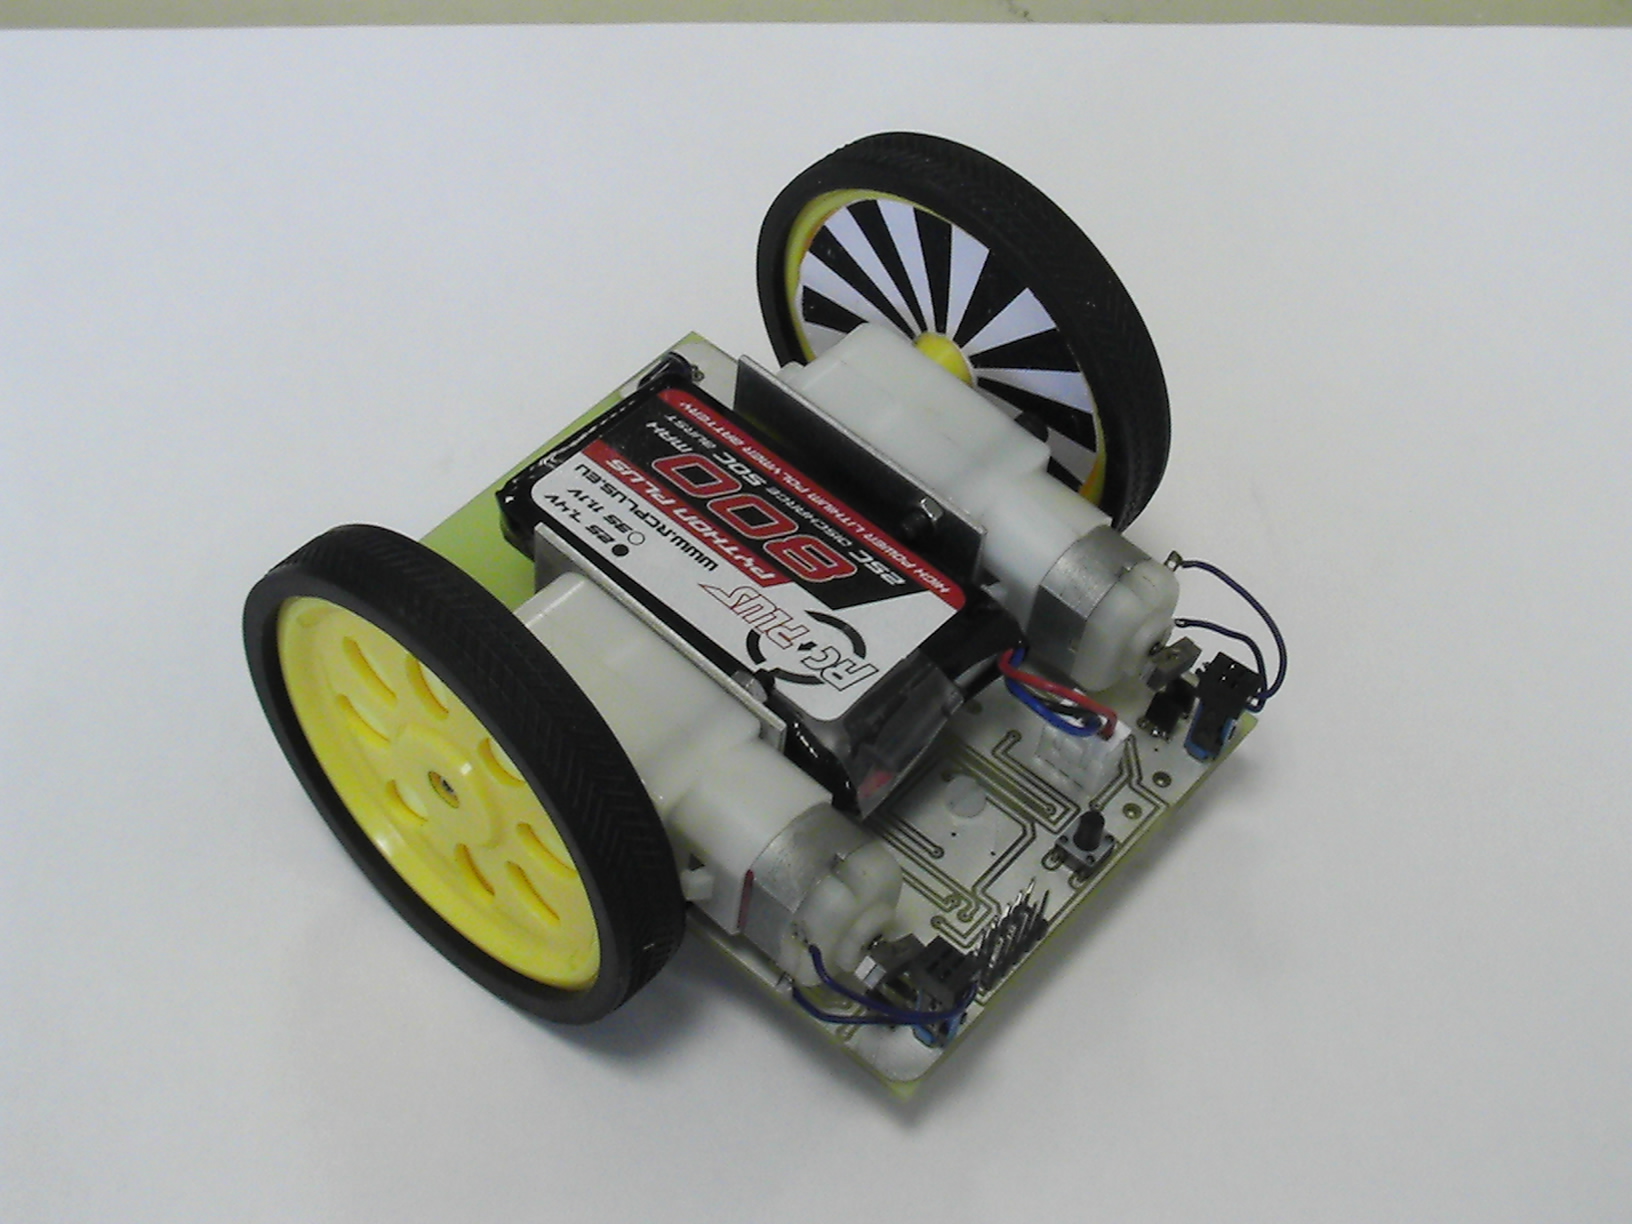 HIGH POWER LITHIUM POLYMER BATTERY
25C DISCHARGE 50C BURST
800 MAH
PYTHON PLUS
WWW.RCPLUS.EU
2S 7.4V
3S 11.1V
RC PLUS